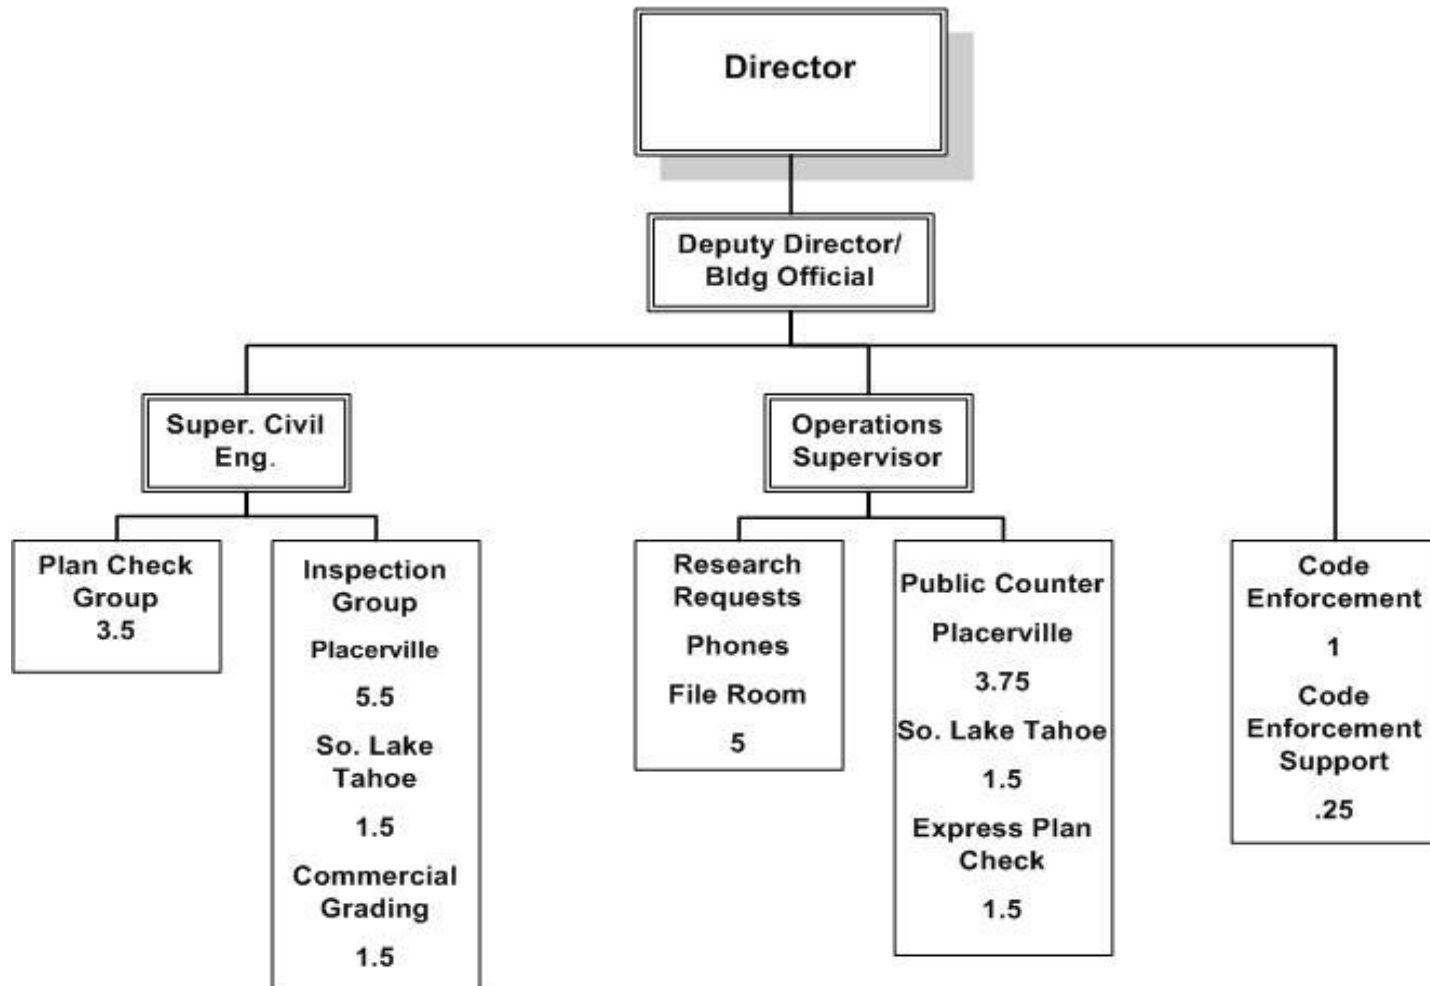 Director
Deputy Director/
Bldg Official
Super. Civil
Eng.
Operations
Supervisor
Plan Check
Group
3.5
Inspection
Group
Placerville
5.5
So. Lake
Tahoe
1.5
Commercial
Grading
1.5
Research
Requests
Phones
File Room
5
Public Counter
Placerville
3.75
So. Lake Tahoe
1.5
Express Plan
Check
1.5
Code
Enforcement
1
Code
Enforcement
Support
.25